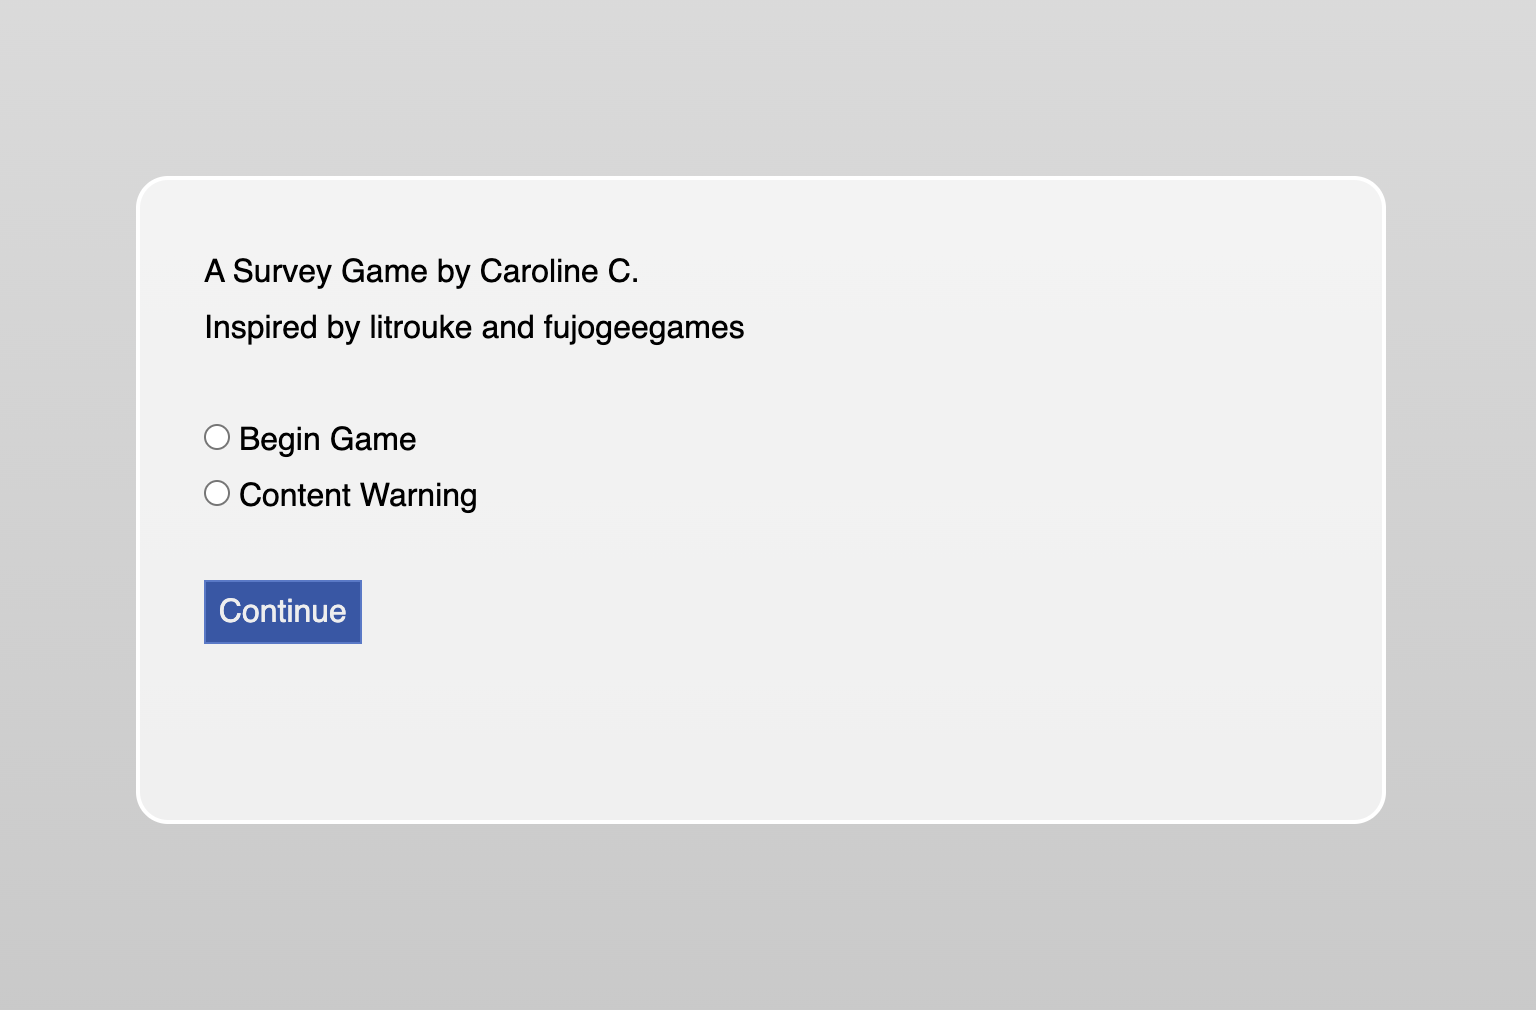 A Survey Game by Caroline C.
Inspired by litrouke and fujogeegames
Begin Game
Content Warning
Continue